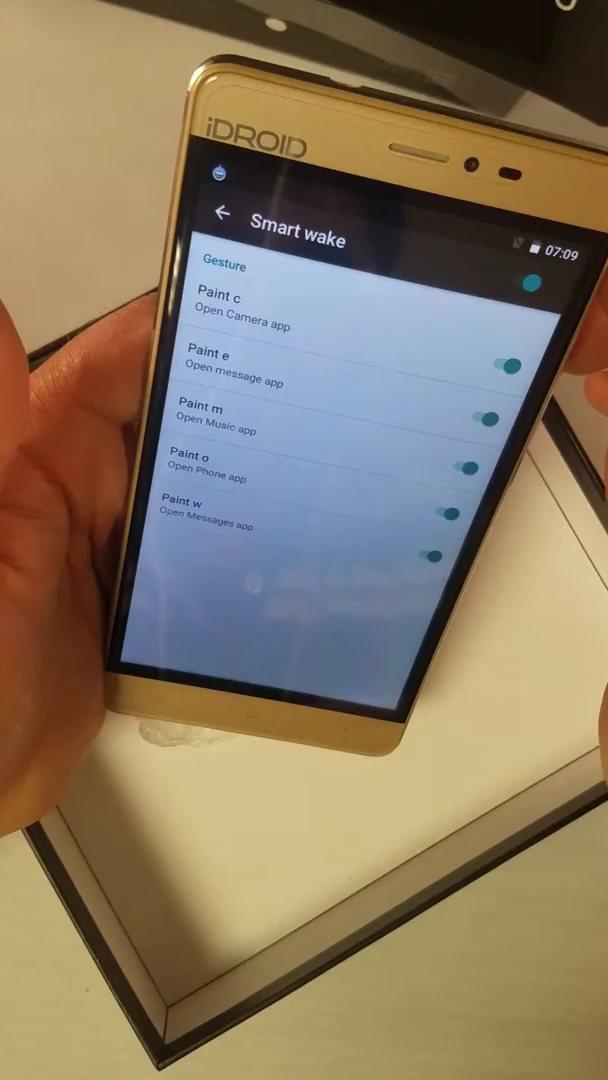 iDROID
Smart wake
07:09
Gesture
Paint c
Open Camera app
Paint e
Open message app
Paint m
Open Music app
Paint o
Open Phone app
Paint w
Open Messages app